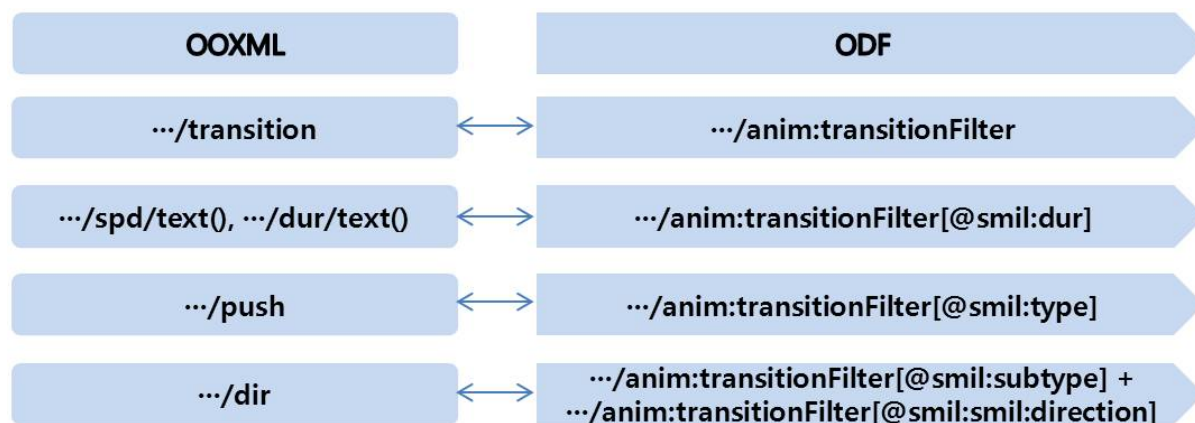 OOXML
ODF
···/transition
···/anim:transitionFilter
···/spd/text(), ···/dur/text()
···/anim:transitionFilter[@smil:dur]
···/push
···/anim:transitionFilter[@smil:type]
···/dir
···/anim:transitionFilter[@smil:subtype] +
···/anim:transitionFilter[@smil:smil:direction]